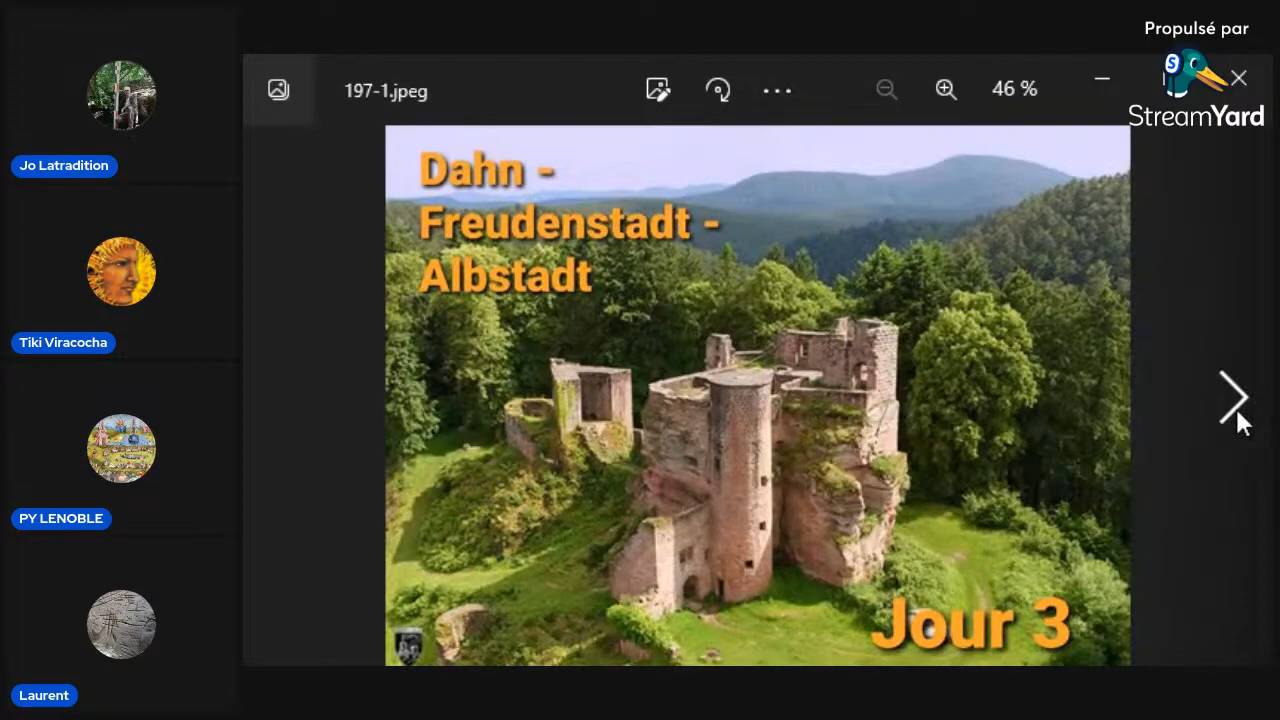 Propulsé par
StreamYard
197-1.jpeg
46 %
Jo Latradition
Tiki Viracocha
PY LENOBLE
Laurent
Dahn -
Freudenstadt -
Albstadt
Jour 3